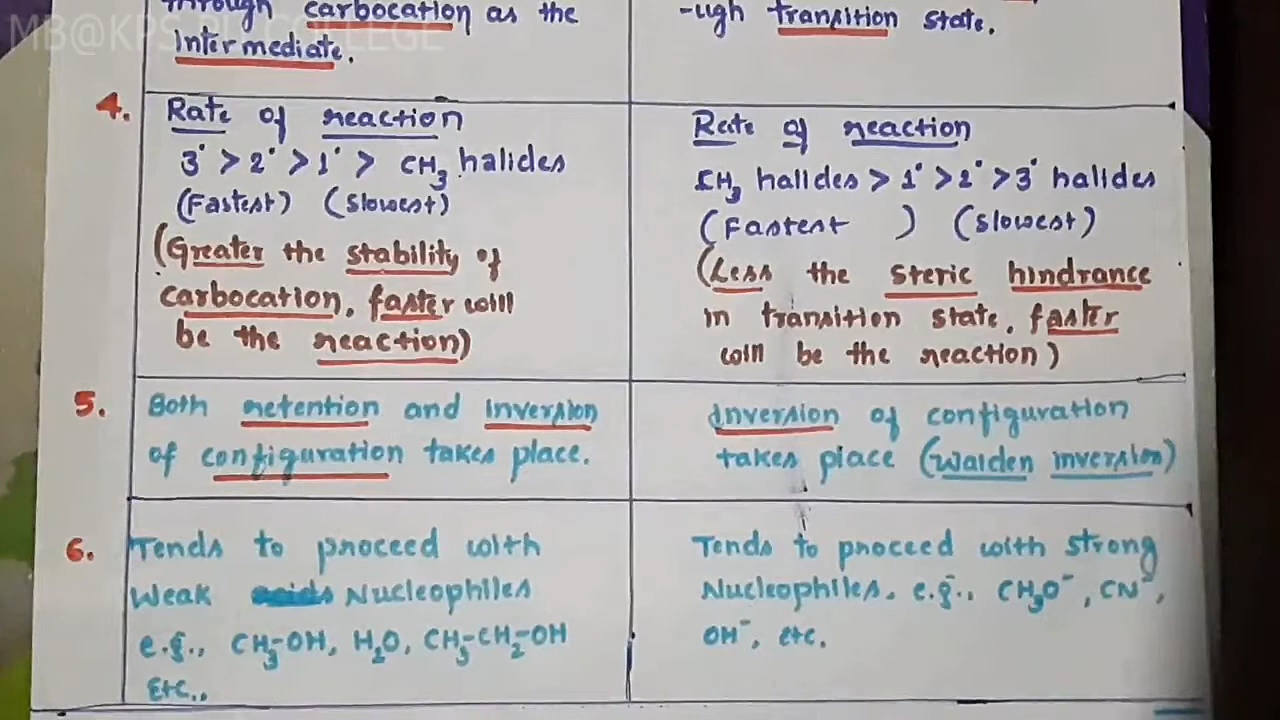 MB@KPS PU COLLEGE
through carbocation as the
Intermediate.
-ugh transition state.
4.
Rate of reaction
3° > 2° > 1° > CH3 halides
(Fastest) (Slowest)
(Greater the stability of
carbocation, faster will
be the reaction)
Rate of reaction
CH3 halides > 1° > 2° > 3° halides
(Fastest ) (Slowest)
(Less the steric hindrance
in transition state, faster
will be the reaction)
5.
Both retention and inversion
of configuration takes place.
Inversion of configuration
takes place (Walden inversion)
6.
Tends to proceed with
Weak Nucleophiles
e.g., CH3-OH, H2O, CH3-CH2-OH
Etc..
Tends to proceed with strong
Nucleophiles. e.g., CH3O⁻, CN⁻,
OH⁻, Etc.